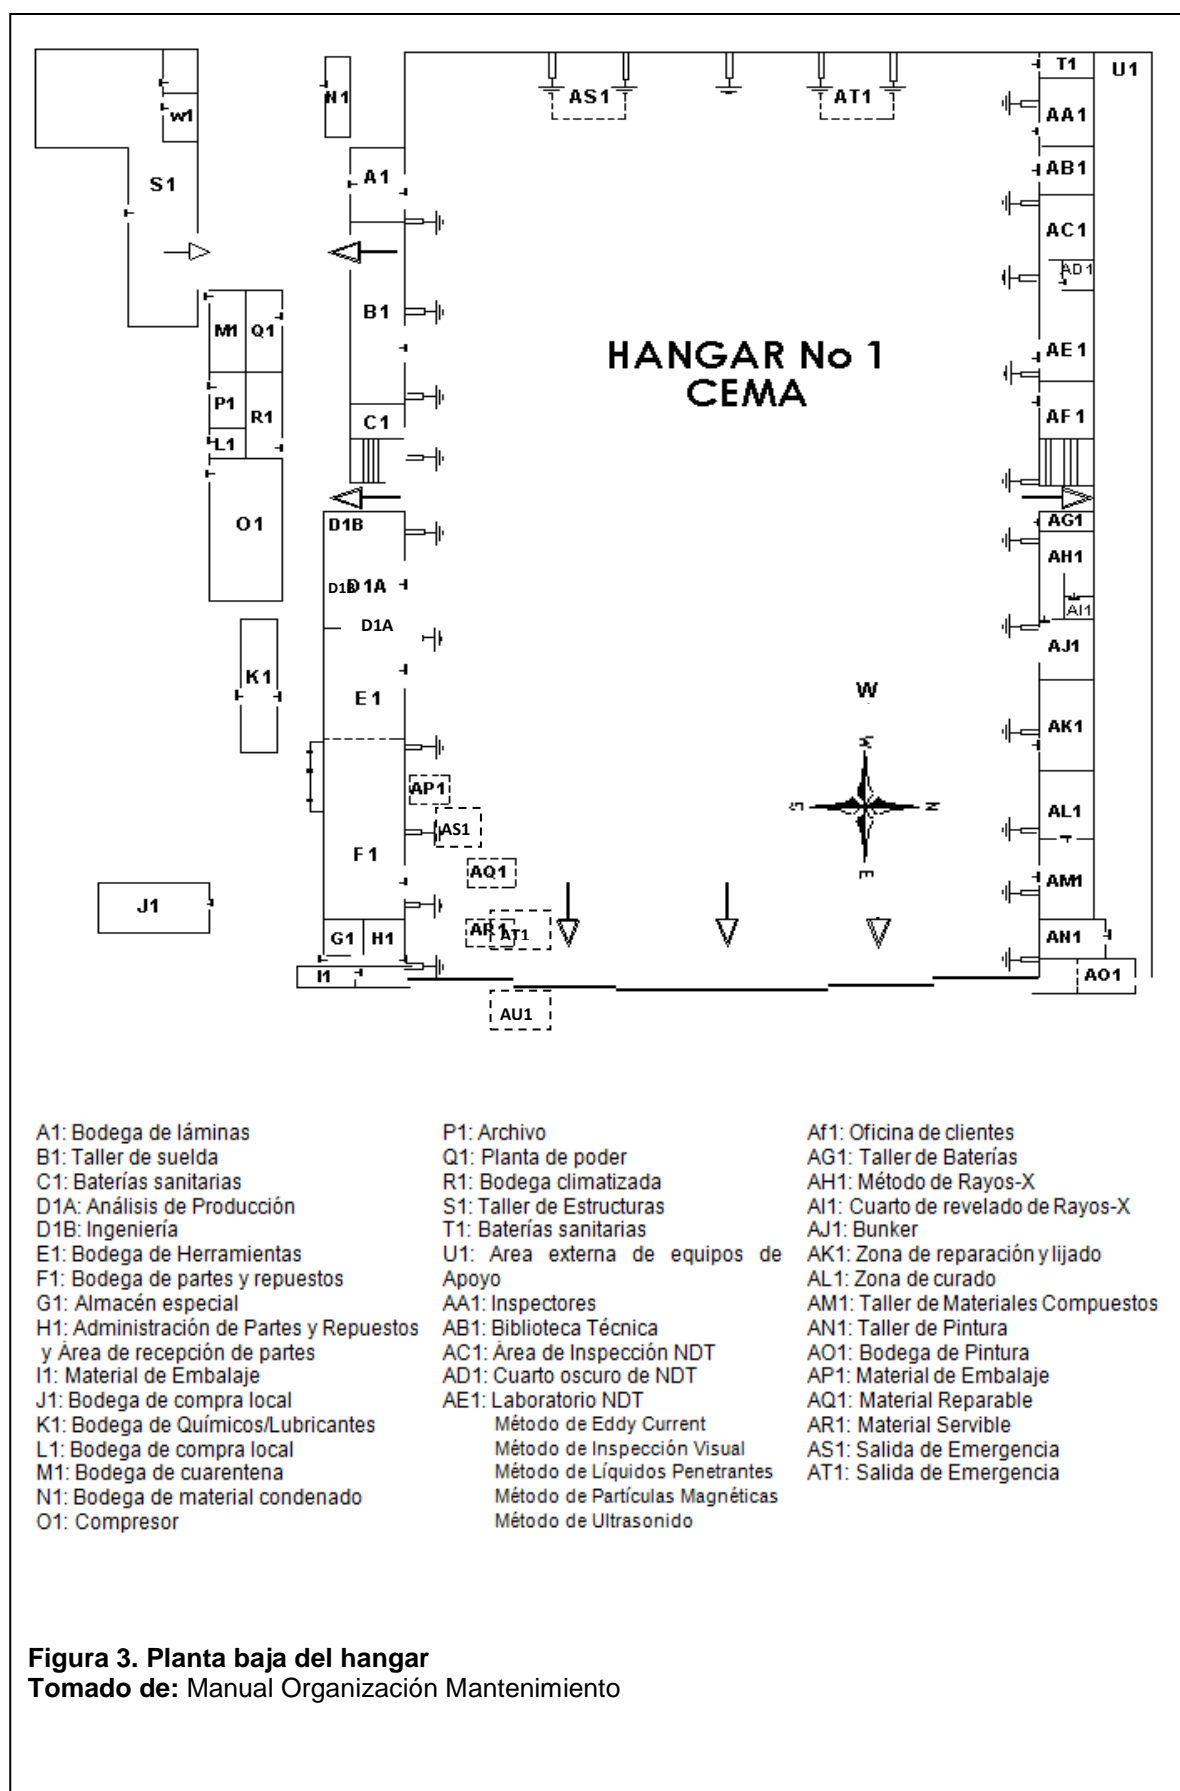 T1
U1
N1
AS1
AT1
w1
AA1
A1
AB1
S1
AC1
AD1
B1
HANGAR No 1
CEMA
M1
Q1
AE1
P1
R1
C1
AF1
L1
O1
D1B
AG1
AH1
D1B
D1A
AI1
D1A
AJ1
K1
E1
W
AK1
W
AP1
S
N
AS1
AL1
F1
AQ1
E
AM1
J1
AR1
AT1
G1
H1
AN1
I1
AO1
AU1
A1: Bodega de láminas
B1: Taller de suelda
C1: Baterías sanitarias
D1A: Análisis de Producción
D1B: Ingeniería
E1: Bodega de Herramientas
F1: Bodega de partes y repuestos
G1: Almacén especial
H1: Administración de Partes y Repuestos
y Área de recepción de partes
I1: Material de Embalaje
J1: Bodega de compra local
K1: Bodega de Químicos/Lubricantes
L1: Bodega de compra local
M1: Bodega de cuarentena
N1: Bodega de material condenado
O1: Compresor
P1: Archivo
Q1: Planta de poder
R1: Bodega climatizada
S1: Taller de Estructuras
T1: Baterías sanitarias
U1: Area externa de equipos de
Apoyo
AA1: Inspectores
AB1: Biblioteca Técnica
AC1: Área de Inspección NDT
AD1: Cuarto oscuro de NDT
AE1: Laboratorio NDT
Método de Eddy Current
Método de Inspección Visual
Método de Líquidos Penetrantes
Método de Partículas Magnéticas
Método de Ultrasonido
Af1: Oficina de clientes
AG1: Taller de Baterías
AH1: Método de Rayos-X
AI1: Cuarto de revelado de Rayos-X
AJ1: Bunker
AK1: Zona de reparación y lijado
AL1: Zona de curado
AM1: Taller de Materiales Compuestos
AN1: Taller de Pintura
AO1: Bodega de Pintura
AP1: Material de Embalaje
AQ1: Material Reparable
AR1: Material Servible
AS1: Salida de Emergencia
AT1: Salida de Emergencia
Figura 3. Planta baja del hangar
Tomado de: Manual Organización Mantenimiento